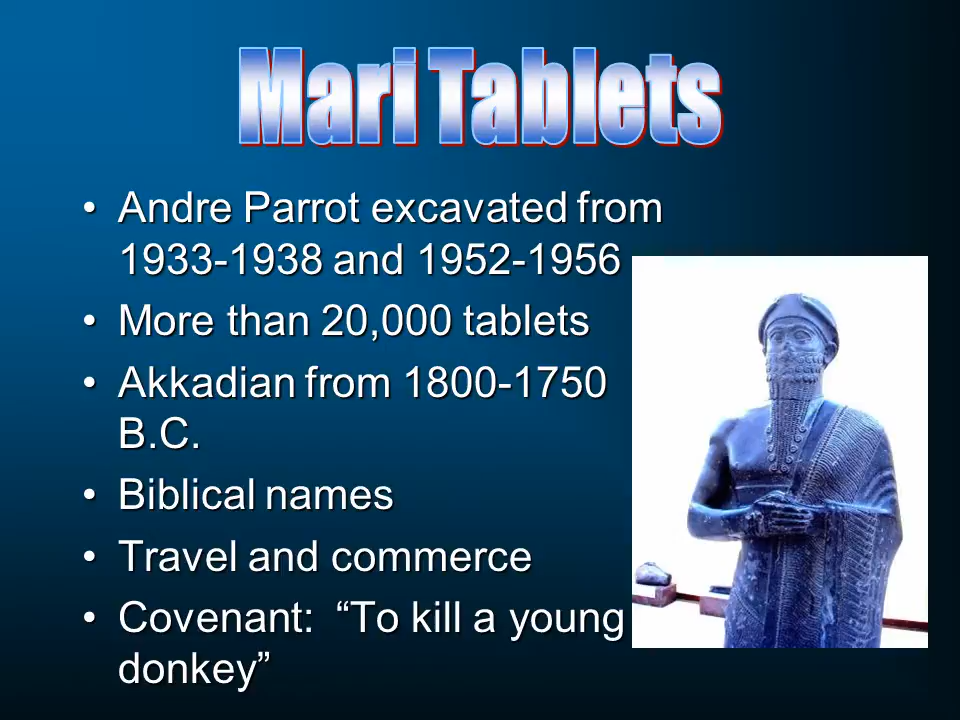 Mari Tablets
• Andre Parrot excavated from
1933-1938 and 1952-1956
• More than 20,000 tablets
• Akkadian from 1800-1750
B.C.
• Biblical names
• Travel and commerce
• Covenant:  “To kill a young
donkey”